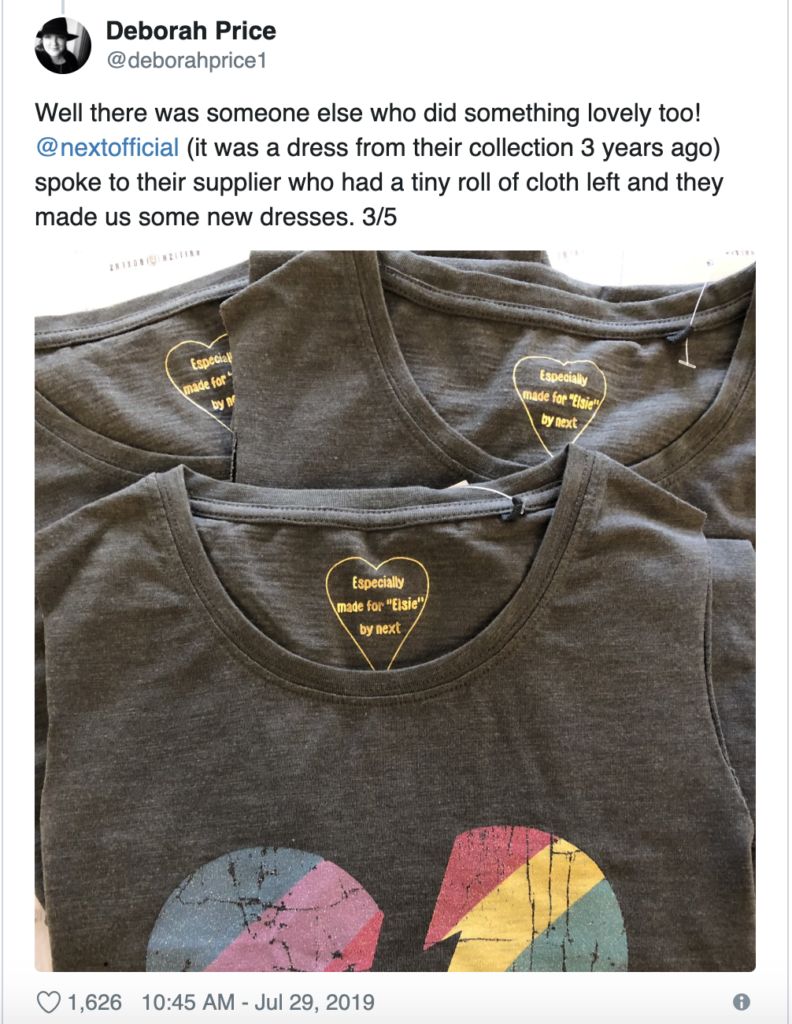 Deborah Price
@deborahprice1
Well there was someone else who did something lovely too!
@nextofficial (it was a dress from their collection 3 years ago)
spoke to their supplier who had a tiny roll of cloth left and they
made us some new dresses. 3/5
Especial
made for "
by ne
Especially
made for "Elsie"
by next
Especially
made for "Elsie"
by next
1,626 10:45 AM - Jul 29, 2019